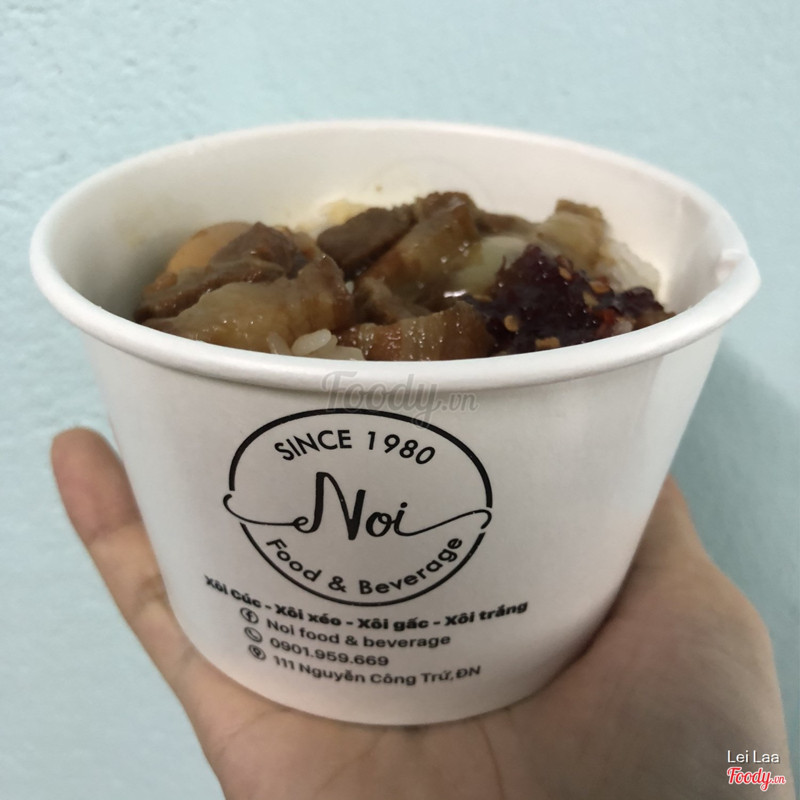 Foody.vn
SINCE 1980
Noi
Food & Beverage
Xôi cúc - Xôi xéo - Xôi gấc - Xôi trắng
Noi food & beverage
0901.959.669
111 Nguyễn Công Trứ, ĐN
Lei Laa
Foody.vn